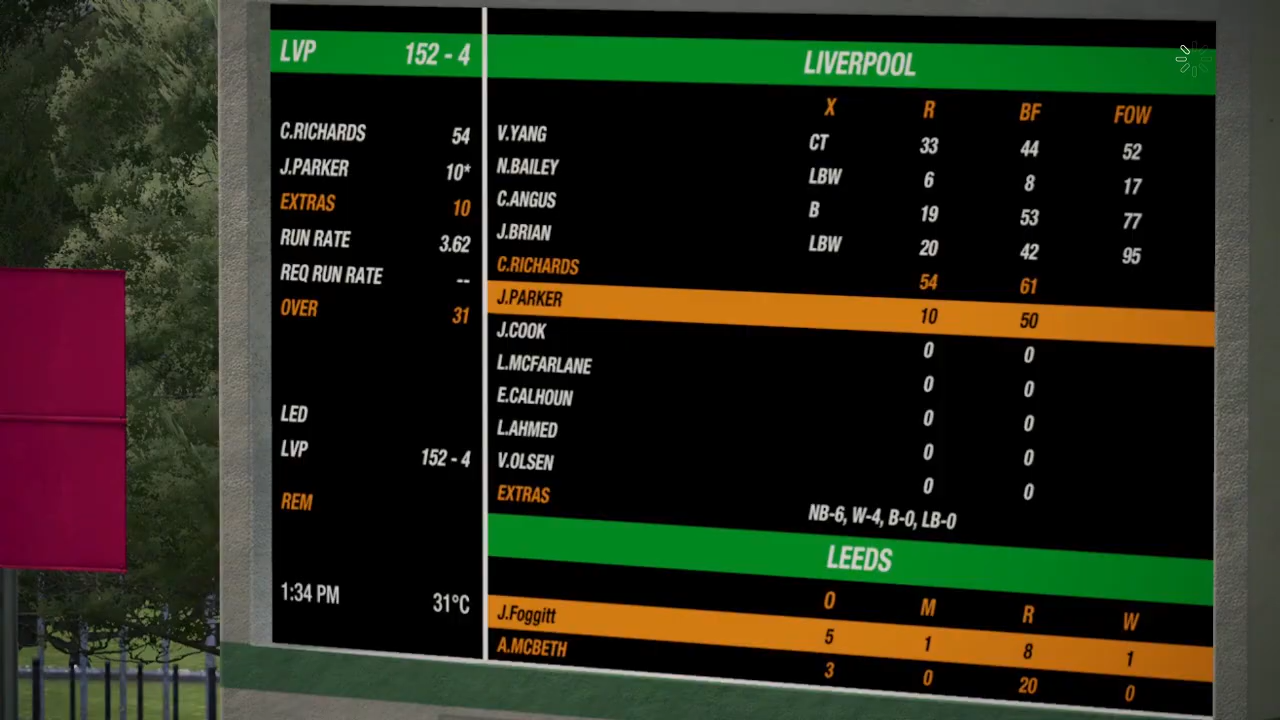 LVP 152 - 4
C.RICHARDS 54
J.PARKER 10*
EXTRAS 10
RUN RATE 3.62
REQ RUN RATE --
OVER 31
LED
LVP 152 - 4
REM
1:34 PM 31°C
LIVERPOOL
X R BF FOW
V.YANG CT 33 44 52
N.BAILEY LBW 6 8 17
C.ANGUS B 19 53 77
J.BRIAN LBW 20 42 95
C.RICHARDS 54 61
J.PARKER 10 50
J.COOK 0 0
L.MCFARLANE 0 0
E.CALHOUN 0 0
L.AHMED 0 0
V.OLSEN 0 0
EXTRAS NB-6, W-4, B-0, LB-0
LEEDS
O M R W
J.Foggitt 5 1 8 1
A.MCBETH 3 0 20 0